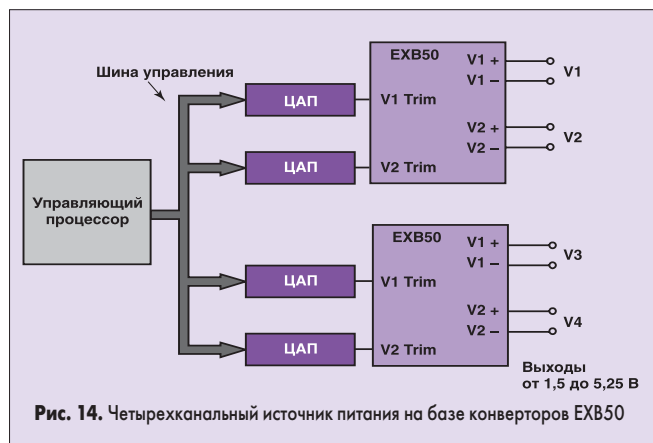 Шина управления
Управляющий
процессор
ЦАП
ЦАП
EXB50
V1 Trim
V2 Trim
V1 +
V1 –
V2 +
V2 –
V1
V2
ЦАП
ЦАП
EXB50
V1 Trim
V2 Trim
V1 +
V1 –
V2 +
V2 –
V3
V4
Выходы
от 1,5 до 5,25 В
Рис. 14. Четырехканальный источник питания на базе конверторов EXB50